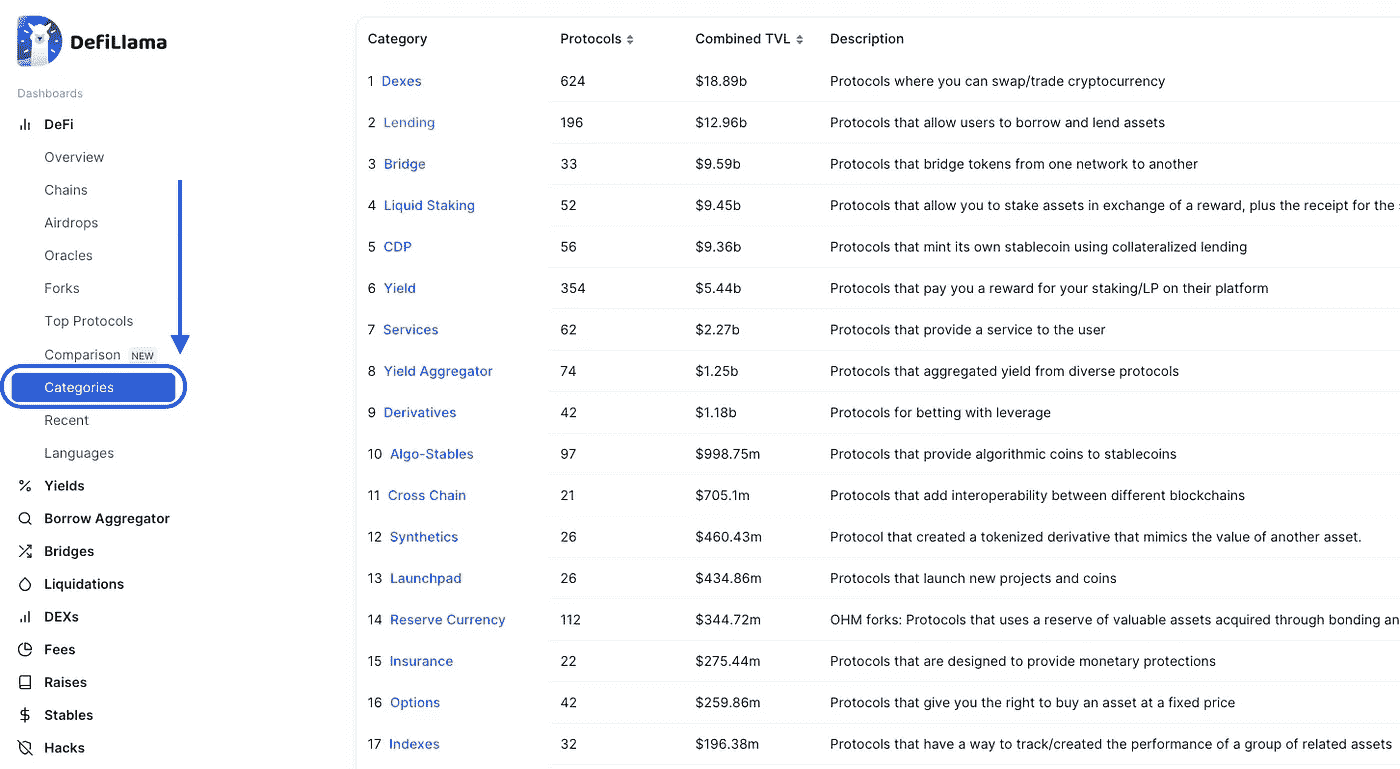 DefiLlama
Dashboards
DeFi
Overview
Chains
Airdrops
Oracles
Forks
Top Protocols
Comparison NEW
Categories
Recent
Languages
Yields
Borrow Aggregator
Bridges
Liquidations
DEXs
Fees
Raises
Stables
Hacks
Category Protocols Combined TVL Description
1 Dexes 624 $18.89b Protocols where you can swap/trade cryptocurrency
2 Lending 196 $12.96b Protocols that allow users to borrow and lend assets
3 Bridge 33 $9.59b Protocols that bridge tokens from one network to another
4 Liquid Staking 52 $9.45b Protocols that allow you to stake assets in exchange of a reward, plus the receipt for the
5 CDP 56 $9.36b Protocols that mint its own stablecoin using collateralized lending
6 Yield 354 $5.44b Protocols that pay you a reward for your staking/LP on their platform
7 Services 62 $2.27b Protocols that provide a service to the user
8 Yield Aggregator 74 $1.25b Protocols that aggregated yield from diverse protocols
9 Derivatives 42 $1.18b Protocols for betting with leverage
10 Algo-Stables 97 $998.75m Protocols that provide algorithmic coins to stablecoins
11 Cross Chain 21 $705.1m Protocols that add interoperability between different blockchains
12 Synthetics 26 $460.43m Protocol that created a tokenized derivative that mimics the value of another asset.
13 Launchpad 26 $434.86m Protocols that launch new projects and coins
14 Reserve Currency 112 $344.72m OHM forks: Protocols that uses a reserve of valuable assets acquired through bonding an
15 Insurance 22 $275.44m Protocols that are designed to provide monetary protections
16 Options 42 $259.86m Protocols that give you the right to buy an asset at a fixed price
17 Indexes 32 $196.38m Protocols that have a way to track/created the performance of a group of related assets